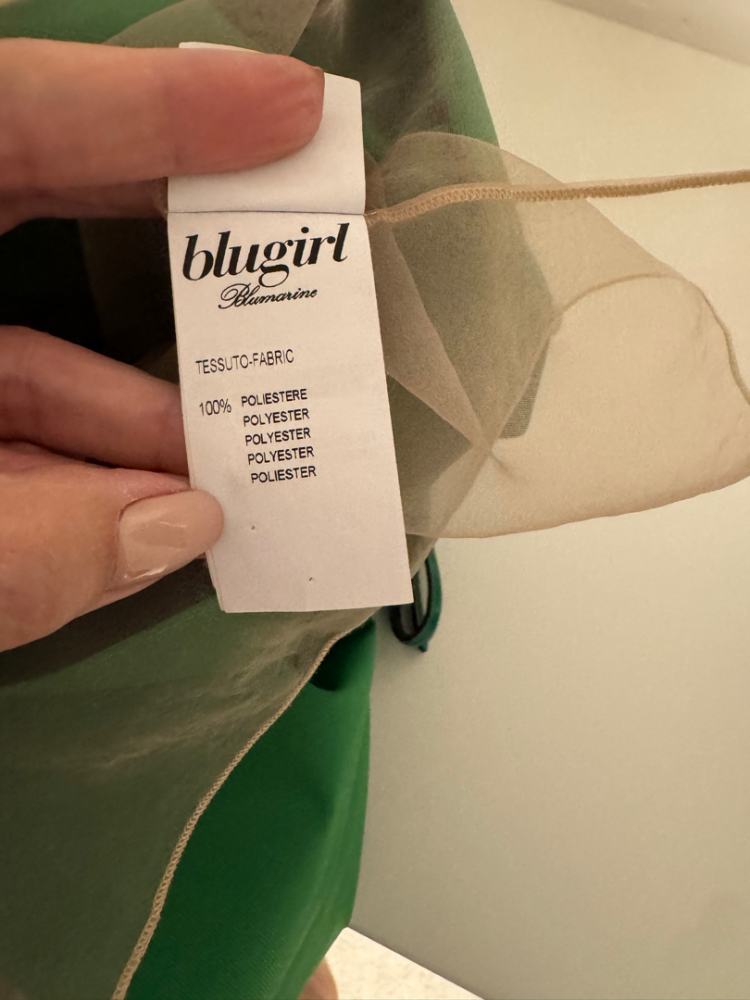 blugirl
Blumarine
TESSUTO-FABRIC
100% POLIESTERE
POLYESTER
POLYESTER
POLYESTER
POLIESTER